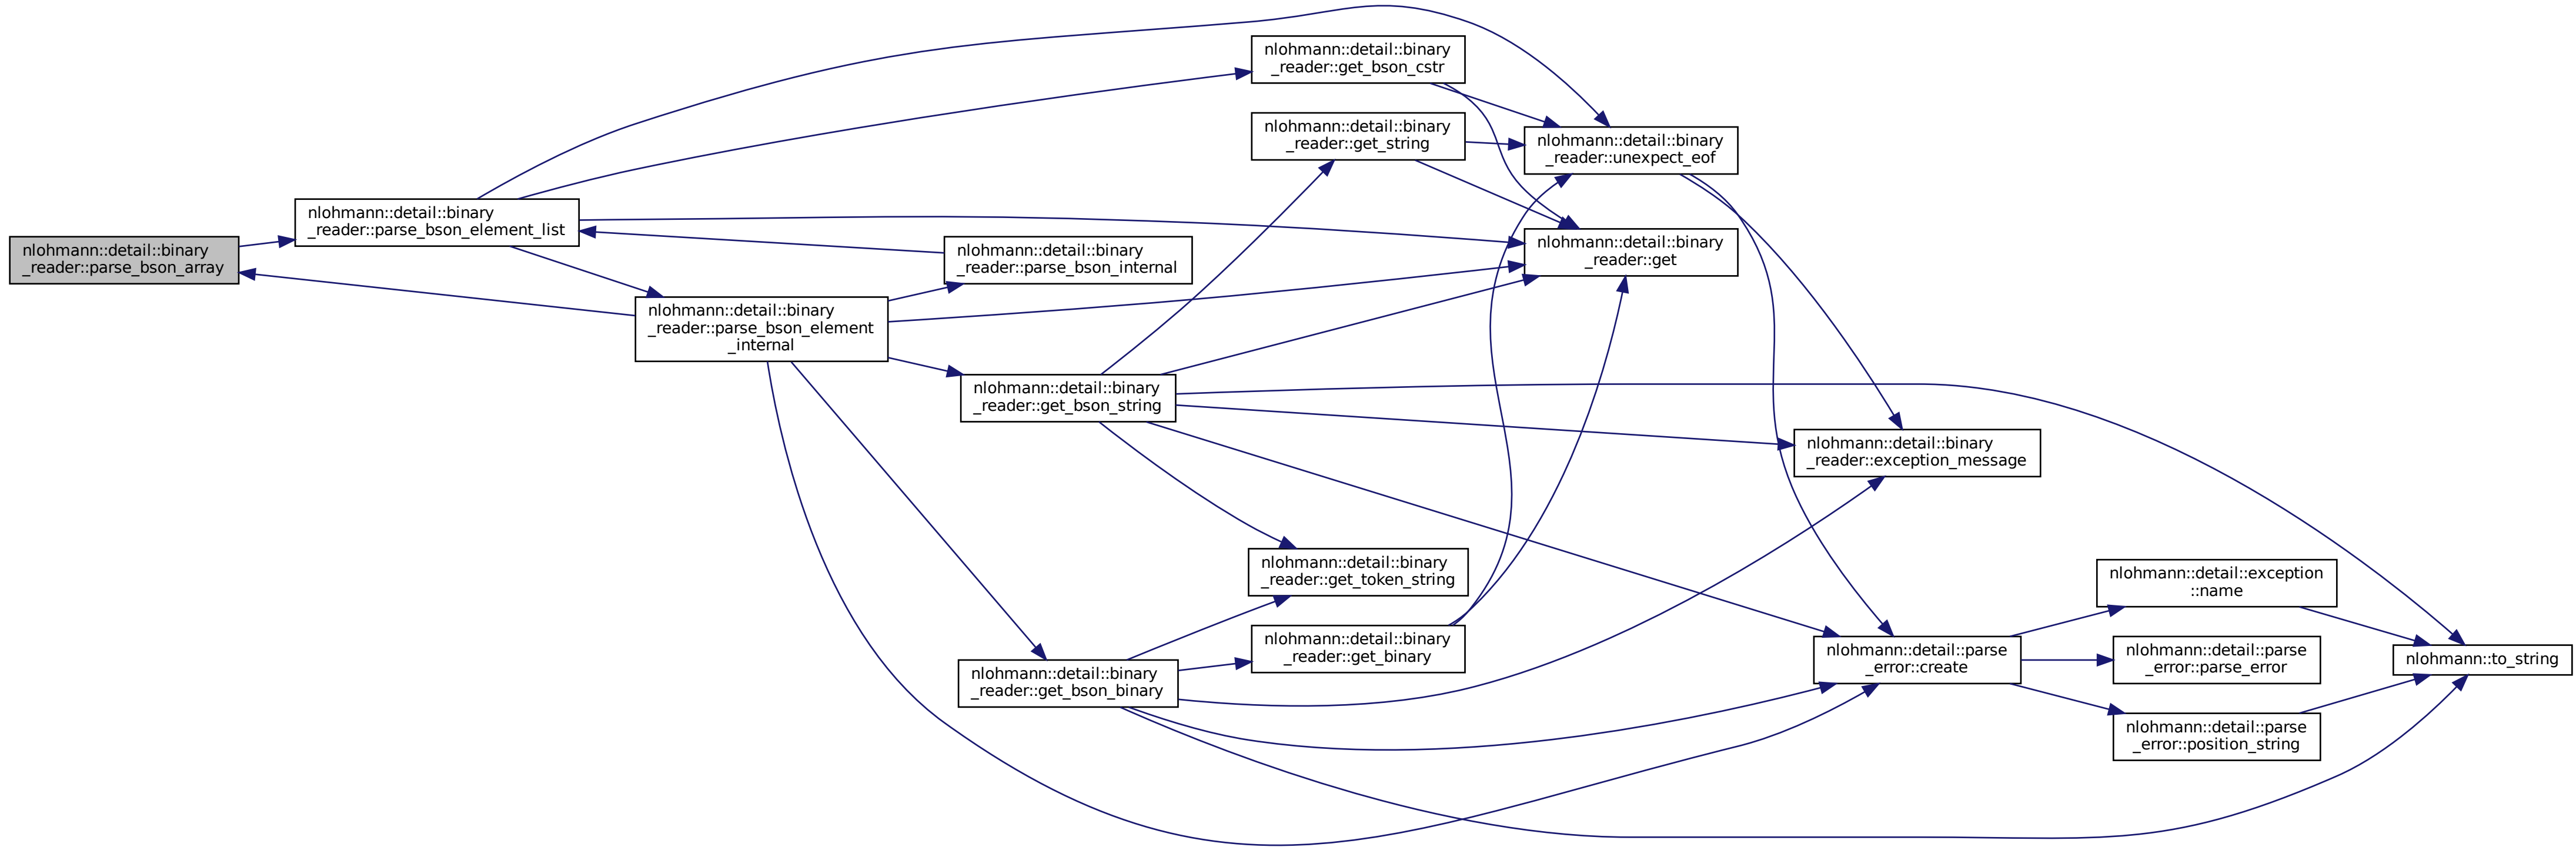 nlohmann::detail::binary
_reader::parse_bson_array
nlohmann::detail::binary
_reader::parse_bson_element_list
nlohmann::detail::binary
_reader::parse_bson_element
_internal
nlohmann::detail::binary
_reader::parse_bson_internal
nlohmann::detail::binary
_reader::get_bson_string
nlohmann::detail::binary
_reader::get_bson_binary
nlohmann::detail::binary
_reader::get_bson_cstr
nlohmann::detail::binary
_reader::get_string
nlohmann::detail::binary
_reader::get_token_string
nlohmann::detail::binary
_reader::get_binary
nlohmann::detail::binary
_reader::unexpect_eof
nlohmann::detail::binary
_reader::get
nlohmann::detail::binary
_reader::exception_message
nlohmann::detail::parse
_error::create
nlohmann::detail::exception
::name
nlohmann::detail::parse
_error::parse_error
nlohmann::detail::parse
_error::position_string
nlohmann::to_string